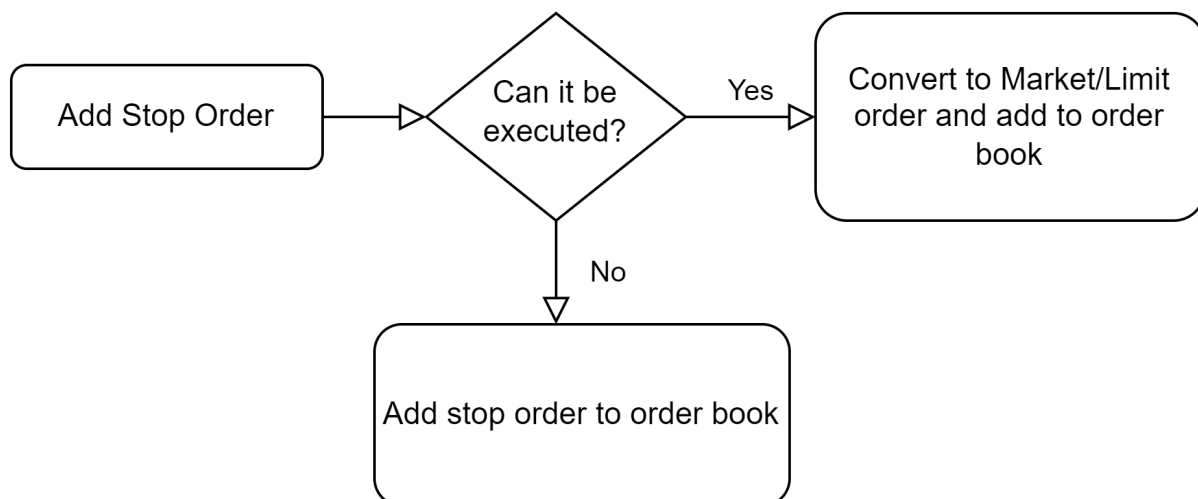 Add Stop Order
Can it be
executed?
Yes
Convert to Market/Limit
order and add to order
book
No
Add stop order to order book